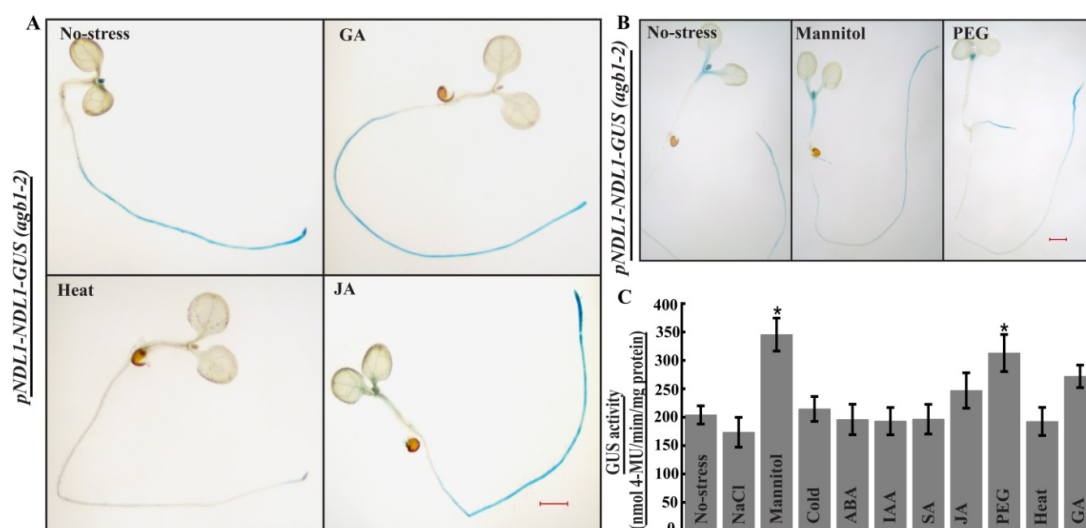 A
No-stress
GA
Heat
JA
pNDL1-NDL1-GUS (agb1-2)
B
No-stress
Mannitol
PEG
pNDL1-NDL1-GUS (agb1-2)
C
GUS activity
(nmol 4-MU/mim/mg protein)
400
350
300
250
200
150
100
50
0
*
*
No-stress
NaCl
Mannitol
Cold
ABA
IAA
SA
JA
PEG
Heat
GA